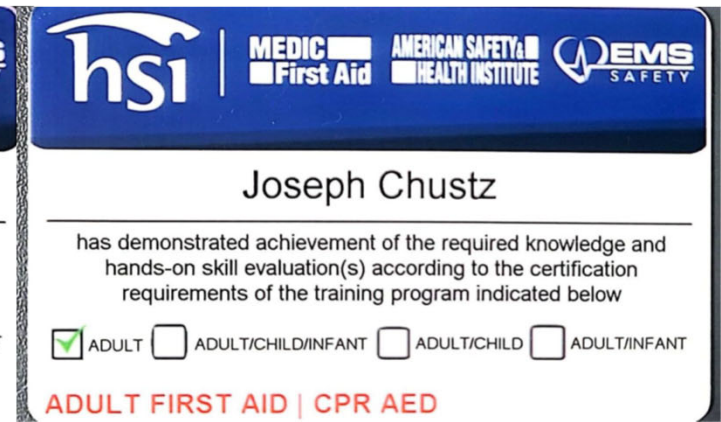 hsi
MEDIC
First Aid
AMERICAN SAFETY &
HEALTH INSTITUTE
EMS
SAFETY
Joseph Chustz
has demonstrated achievement of the required knowledge and
hands-on skill evaluation(s) according to the certification
requirements of the training program indicated below
ADULT ADULT/CHILD/INFANT ADULT/CHILD ADULT/INFANT
ADULT FIRST AID | CPR AED